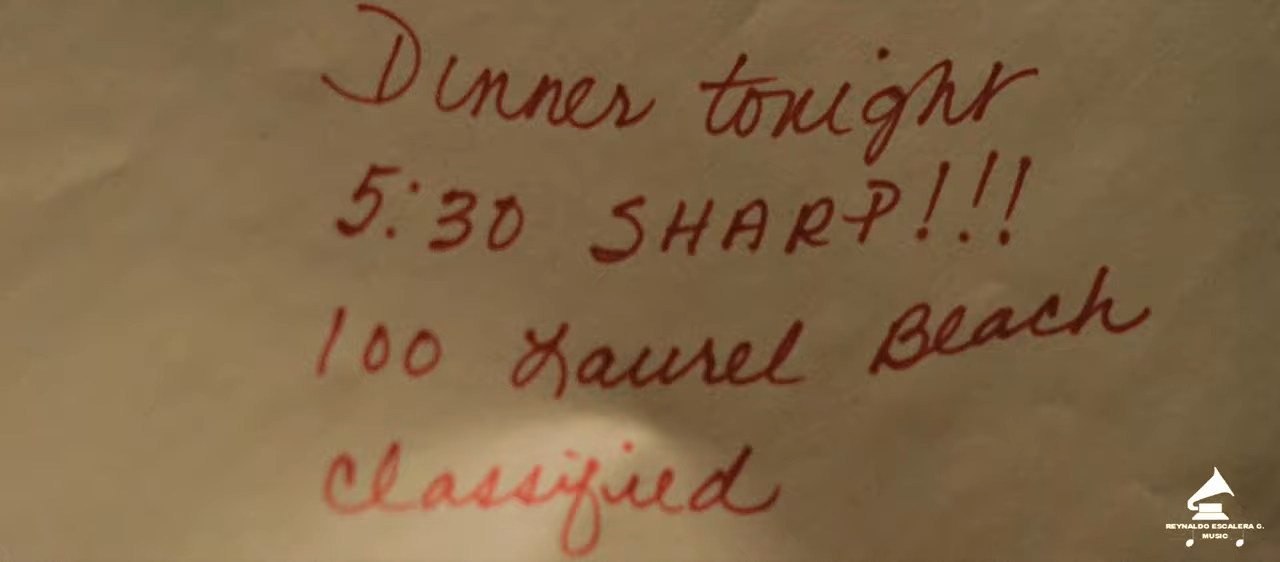 Dinner tonight
5:30 SHARP!!!
100 Laurel Beach
Classified
REYNALDO ESCALERA G.
MUSIC